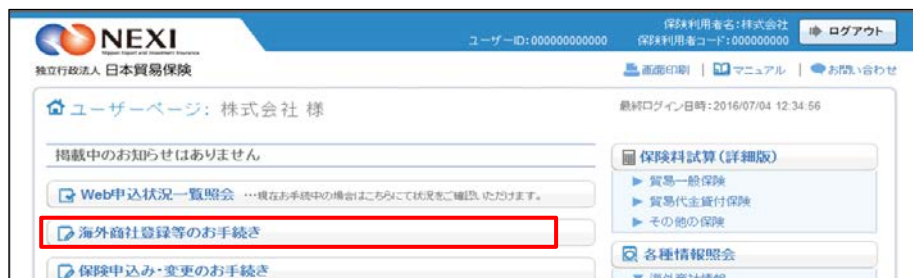 NEXI
Nippon Export and Investment Insurance
独立行政法人 日本貿易保険
ユーザーID:000000000000
保険利用者名:株式会社
保険利用者コード:000000000
ログアウト
画面印刷 | マニュアル | お問い合わせ
ユーザーページ: 株式会社 様
最終ログイン日時:2016/07/04 12:34:56
掲載中のお知らせはありません
Web申込状況一覧照会 …現在お手続中の場合はこちらにて状況をご確認いただけます。
海外商社登録等のお手続き
保険申込み・変更のお手続き
保険料試算(詳細版)
貿易一般保険
貿易代金貸付保険
その他の保険
各種情報照会
海外商社情報